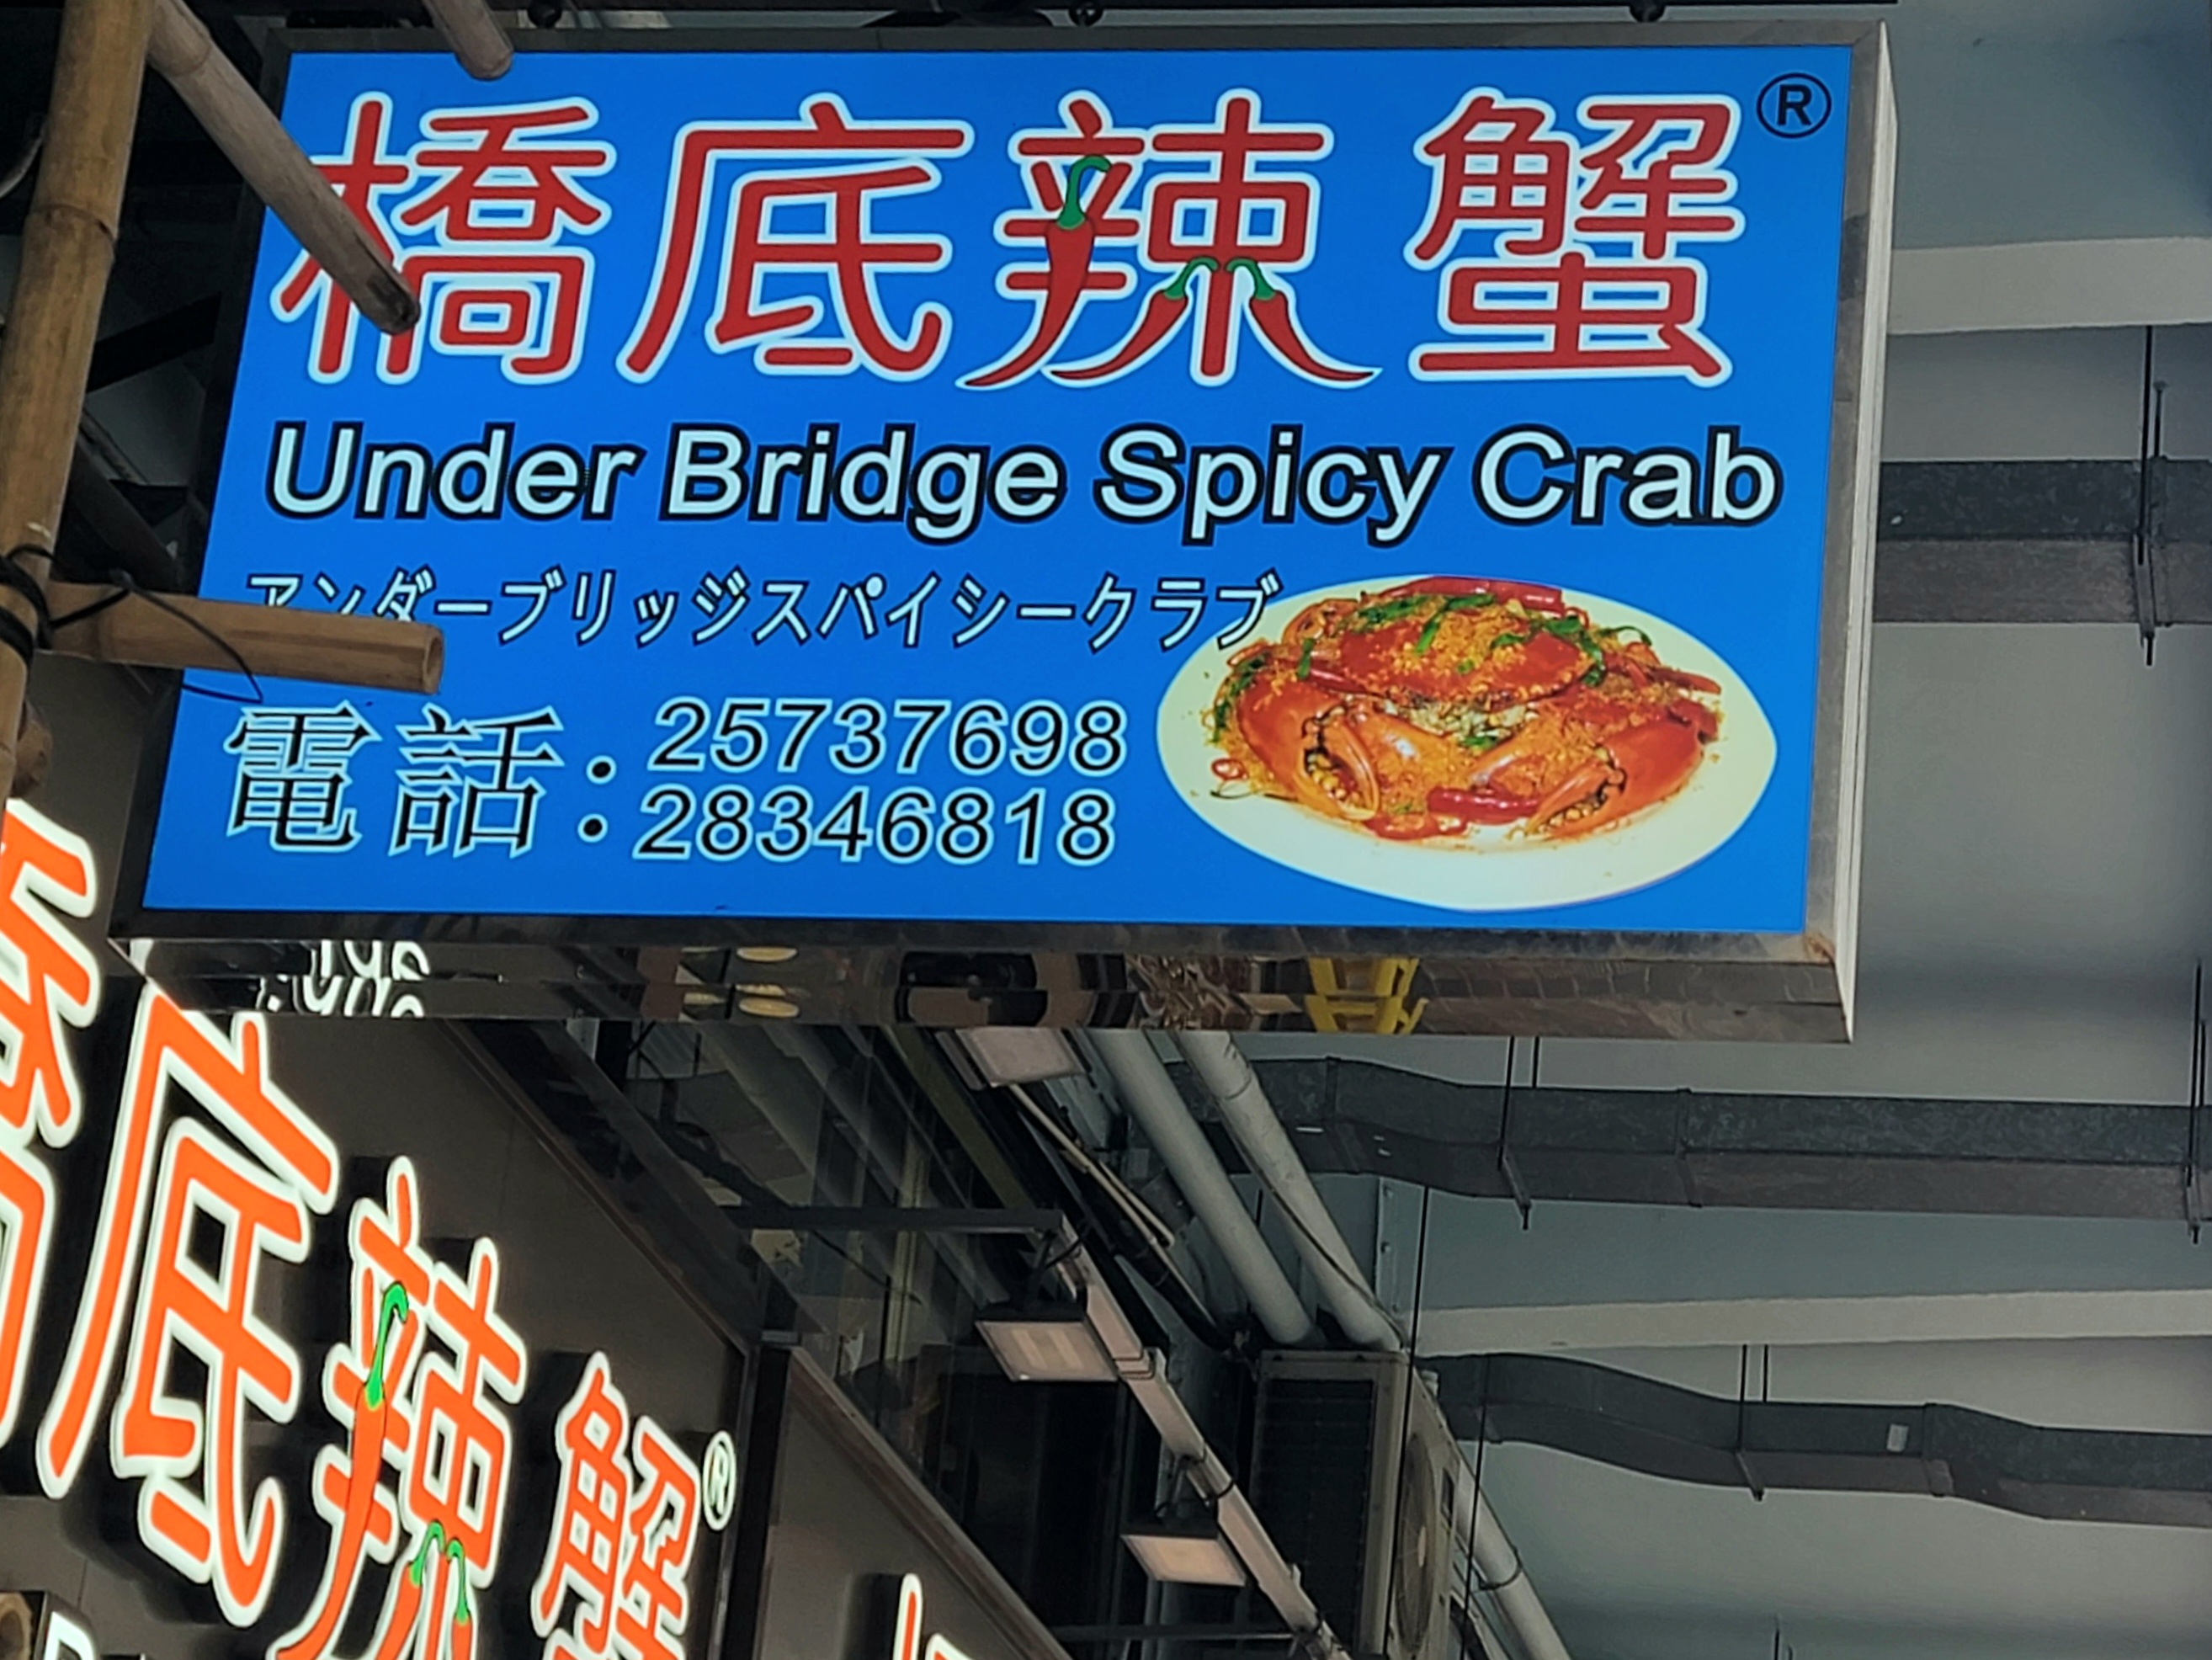 橋底辣蟹®
Under Bridge Spicy Crab
アンダーブリッジスパイシークラブ
電話:25737698
28346818
底辣蟹®